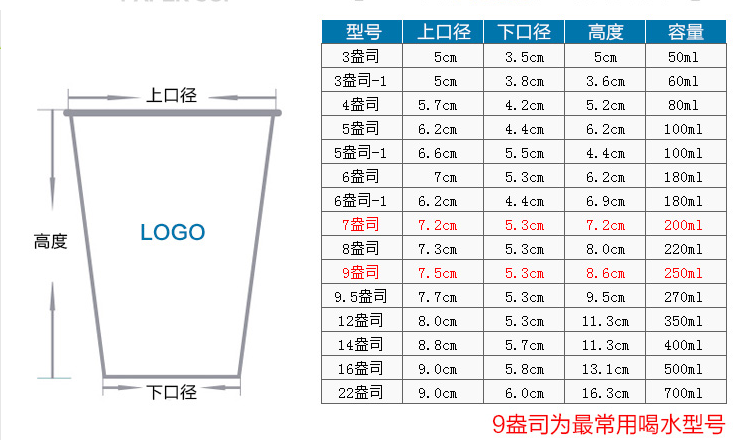 型号 上口径 下口径 高度 容量
3盎司 5cm 3.5cm 5cm 50ml
3盎司-1 5cm 3.8cm 3.6cm 60ml
4盎司 5.7cm 4.2cm 5.2cm 80ml
5盎司 6.2cm 4.4cm 6.2cm 100ml
5盎司-1 6.6cm 5.5cm 4.4cm 100ml
6盎司 7cm 5.3cm 6.2cm 180ml
6盎司-1 6.2cm 4.4cm 6.9cm 180ml
7盎司 7.2cm 5.3cm 7.2cm 200ml
8盎司 7.3cm 5.3cm 8.0cm 220ml
9盎司 7.5cm 5.3cm 8.6cm 250ml
9.5盎司 7.7cm 5.3cm 9.5cm 270ml
12盎司 8.0cm 5.3cm 11.3cm 350ml
14盎司 8.8cm 5.7cm 11.3cm 400ml
16盎司 9.0cm 5.8cm 13.1cm 500ml
22盎司 9.0cm 6.0cm 16.3cm 700ml
上口径
高度
LOGO
下口径
9盎司为最常用喝水型号